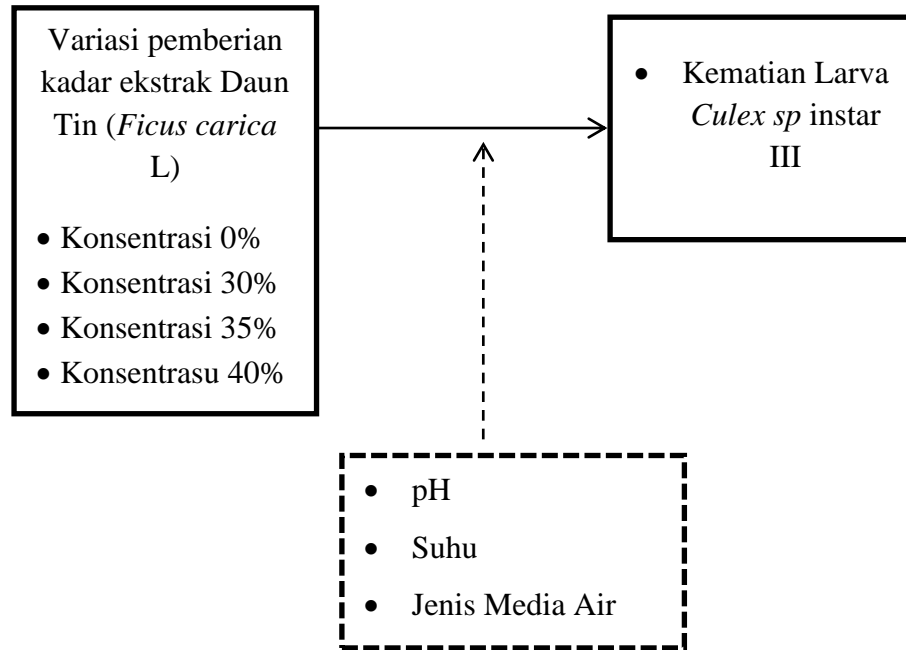 Variasi pemberian
kadar ekstrak Daun
Tin (Ficus carica
L)
• Konsentrasi 0%
• Konsentrasi 30%
• Konsentrasi 35%
• Konsentrasu 40%
• Kematian Larva
Culex sp instar
III
• pH
• Suhu
• Jenis Media Air